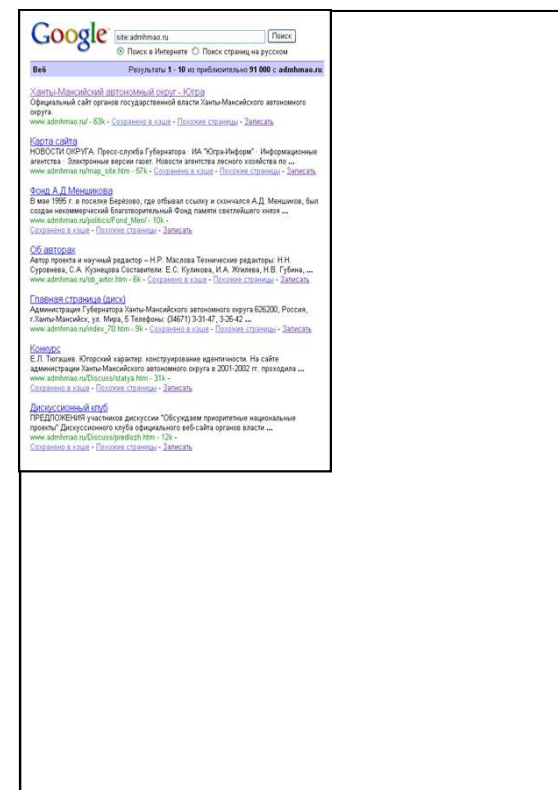 Google
site:admhmao.ru
Поиск
Поиск в Интернете Поиск страниц на русском
Веб Результаты 1 - 10 из приблизительно 91 000 с admhmao.ru.
Ханты-Мансийский автономный округ - Югра
Официальный сайт органов государственной власти Ханты-Мансийского автономного
округа.
www.admhmao.ru/ - 63k - Сохранено в кэше - Похожие страницы - Записать
Карта сайта
НОВОСТИ ОКРУГА. Пресс-служба Губернатора · ИА "Югра-Информ" · Информационные
агентства · Электронные версии газет. Новости агентства лесного хозяйства по ...
www.admhmao.ru/map_site.htm - 57k - Сохранено в кэше - Похожие страницы - Записать
Фонд А.Д.Меншикова
В мае 1995 г. в поселке Берёзово, где отбывал ссылку и скончался А.Д. Меншиков, был
создан некоммерческий благотворительный Фонд памяти светлейшего князя ...
www.admhmao.ru/politics/Fond_Men/ - 10k -
Сохранено в кэше - Похожие страницы - Записать
Об авторах
Автор проекта и научный редактор – Н.Р. Маслова Технические редакторы: Н.Н.
Суровнева, С.А. Кузнецова Составители: Е.С. Куликова, И.А. Жгилева, Н.В. Губина, ...
www.admhmao.ru/ob_avtor.htm - 6k - Сохранено в кэше - Похожие страницы - Записать
Главная страница (диск)
Администрация Губернатора Ханты-Мансийского автономного округа 626200, Россия,
г.Ханты-Мансийск, ул. Мира, 5 Телефоны: (34671) 3-31-47, 3-26-42 ...
www.admhmao.ru/index_70.htm - 9k - Сохранено в кэше - Похожие страницы - Записать
Конкурс
Е.Л. Тюгашев. Югорский характер: конструирование идентичности. На сайте
администрации Ханты-Мансийского автономного округа в 2001-2002 гг. проходила ...
www.admhmao.ru/Discuss/statya.htm - 31k -
Сохранено в кэше - Похожие страницы - Записать
Дискуссионный клуб
ПРЕДЛОЖЕНИЯ участников дискуссии "Обсуждаем приоритетные национальные
проекты" Дискуссионного клуба официального веб-сайта органов власти ...
www.admhmao.ru/Discuss/predlozh.htm - 12k -
Сохранено в кэше - Похожие страницы - Записать